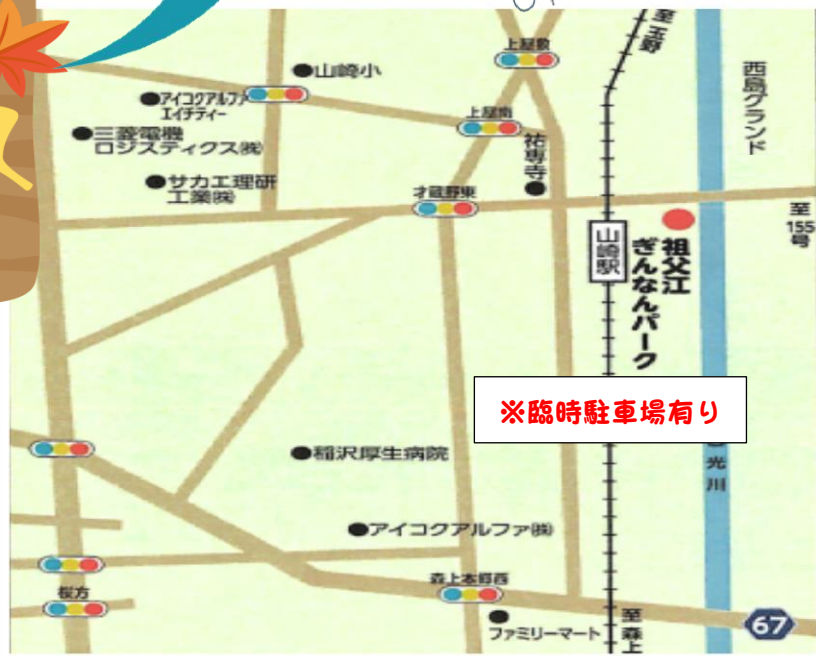 至
玉野
上屋敷
西島グランド
山崎小
アイコクアルファ
エイチティー
上屋南
三菱電機
ロジスティクス㈱
祐専寺
サカエ理研
工業㈱
才蔵野東
至
155
号
山崎駅
祖父江
ぎんなんパーク
※臨時駐車場有り
稲沢厚生病院
光川
アイコクアルファ㈱
桜方
森上本郷西
ファミリーマート
至
森上
67